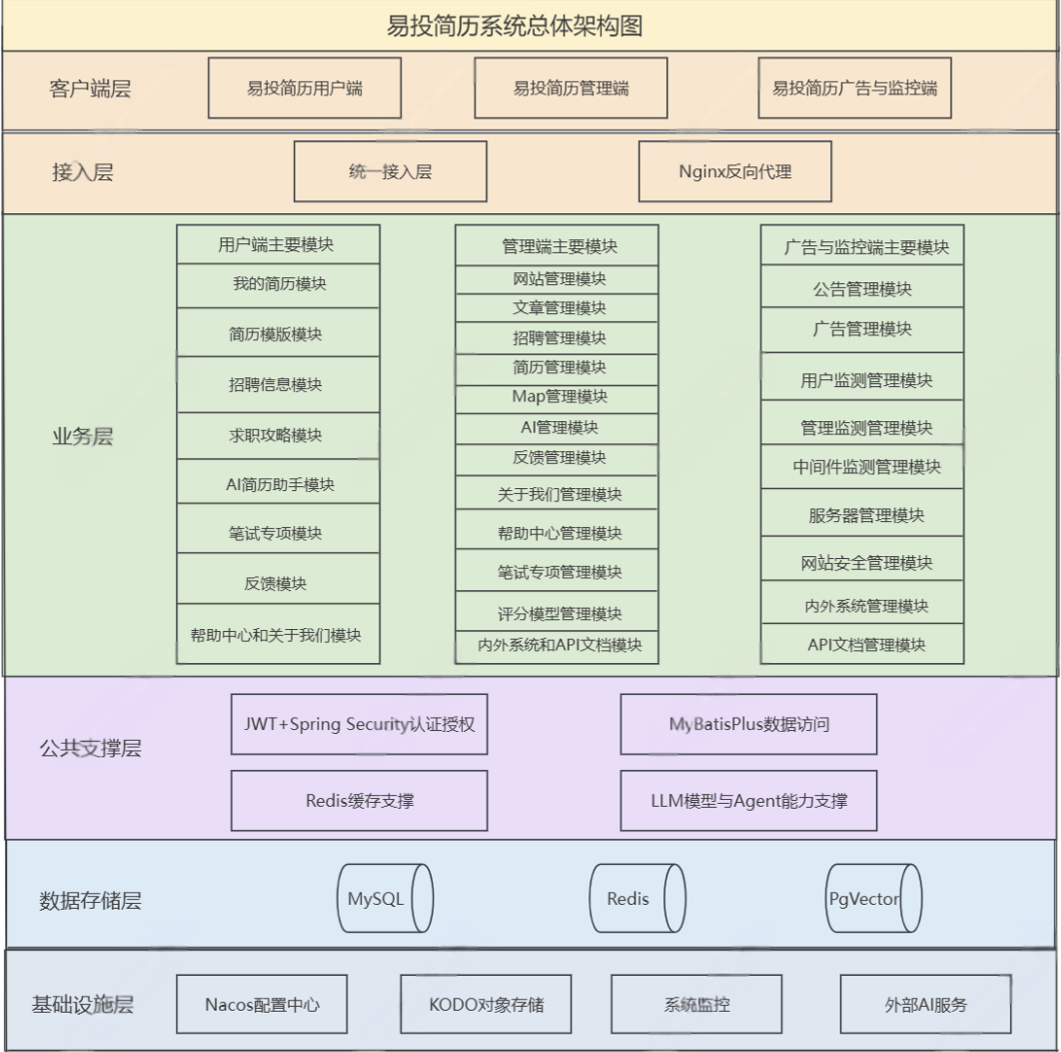 易投简历系统总体架构图
客户端层
易投简历用户端
易投简历管理端
易投简历广告与监控端
接入层
统一接入层
Nginx反向代理
业务层
用户端主要模块
我的简历模块
简历模版模块
招聘信息模块
求职攻略模块
AI简历助手模块
笔试专项模块
反馈模块
帮助中心和关于我们模块
管理端主要模块
网站管理模块
文章管理模块
招聘管理模块
简历管理模块
Map管理模块
AI管理模块
反馈管理模块
关于我们管理模块
帮助中心管理模块
笔试专项管理模块
评分模型管理模块
内外系统和API文档模块
广告与监控端主要模块
公告管理模块
广告管理模块
用户监测管理模块
管理监测管理模块
中间件监测管理模块
服务器管理模块
网站安全管理模块
内外系统管理模块
API文档管理模块
公共支撑层
JWT+Spring Security认证授权
MyBatisPlus数据访问
Redis缓存支撑
LLM模型与Agent能力支撑
数据存储层
MySQL
Redis
PgVector
基础设施层
Nacos配置中心
KODO对象存储
系统监控
外部AI服务